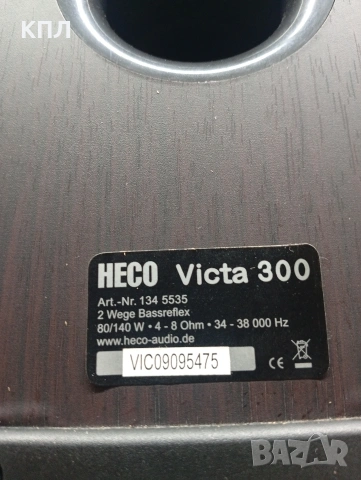 КПЛ
HECO Victa 300
Art.-Nr. 134 5535
2 Wege Bassreflex
80/140 W • 4 - 8 Ohm • 34 - 38 000 Hz
www.heco-audio.de
VIC09095475
CE
BAZAR